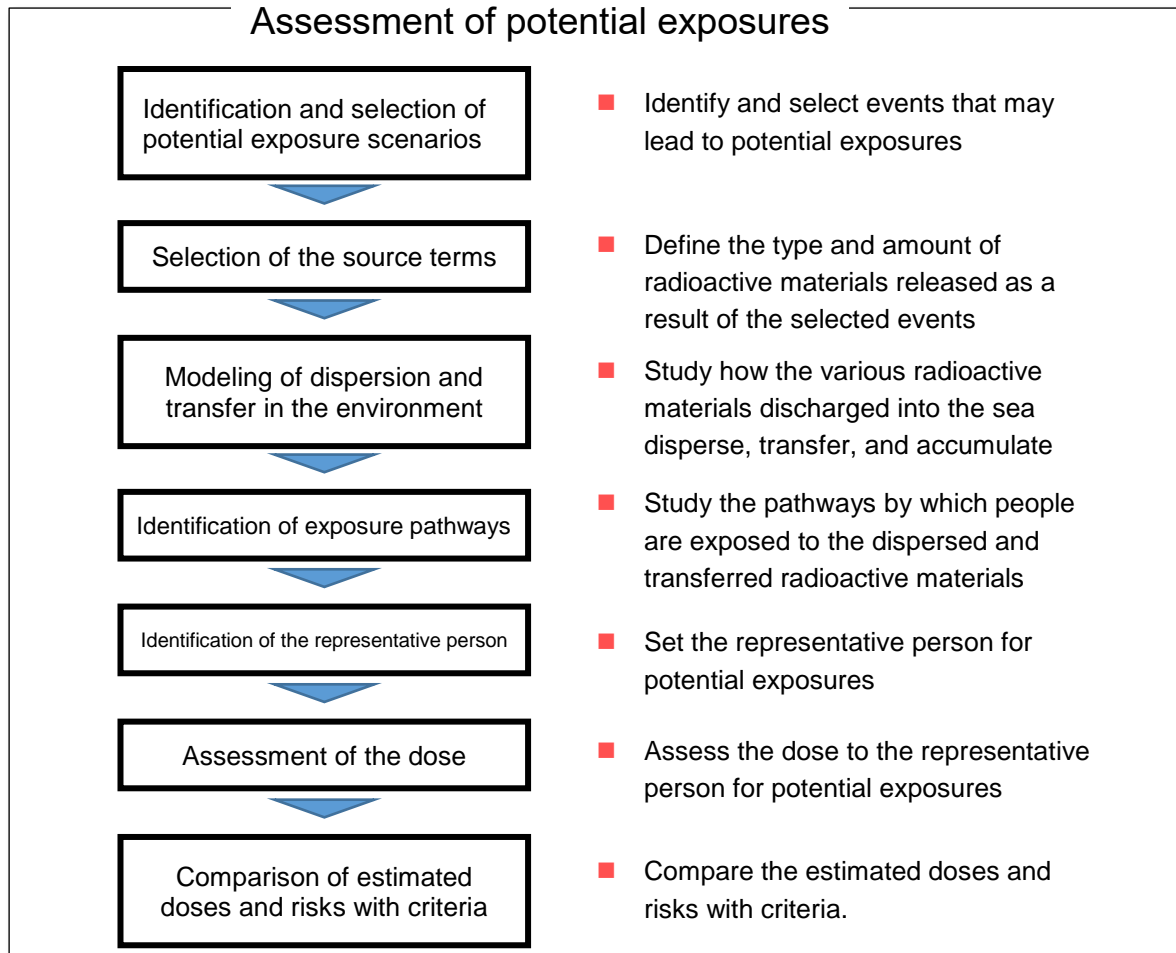 Assessment of potential exposures
Identification and selection of
potential exposure scenarios
Identify and select events that may
lead to potential exposures
Selection of the source terms
Define the type and amount of
radioactive materials released as a
result of the selected events
Modeling of dispersion and
transfer in the environment
Study how the various radioactive
materials discharged into the sea
disperse, transfer, and accumulate
Identification of exposure pathways
Study the pathways by which people
are exposed to the dispersed and
transferred radioactive materials
Identification of the representative person
Set the representative person for
potential exposures
Assessment of the dose
Assess the dose to the representative
person for potential exposures
Comparison of estimated
doses and risks with criteria
Compare the estimated doses and
risks with criteria.